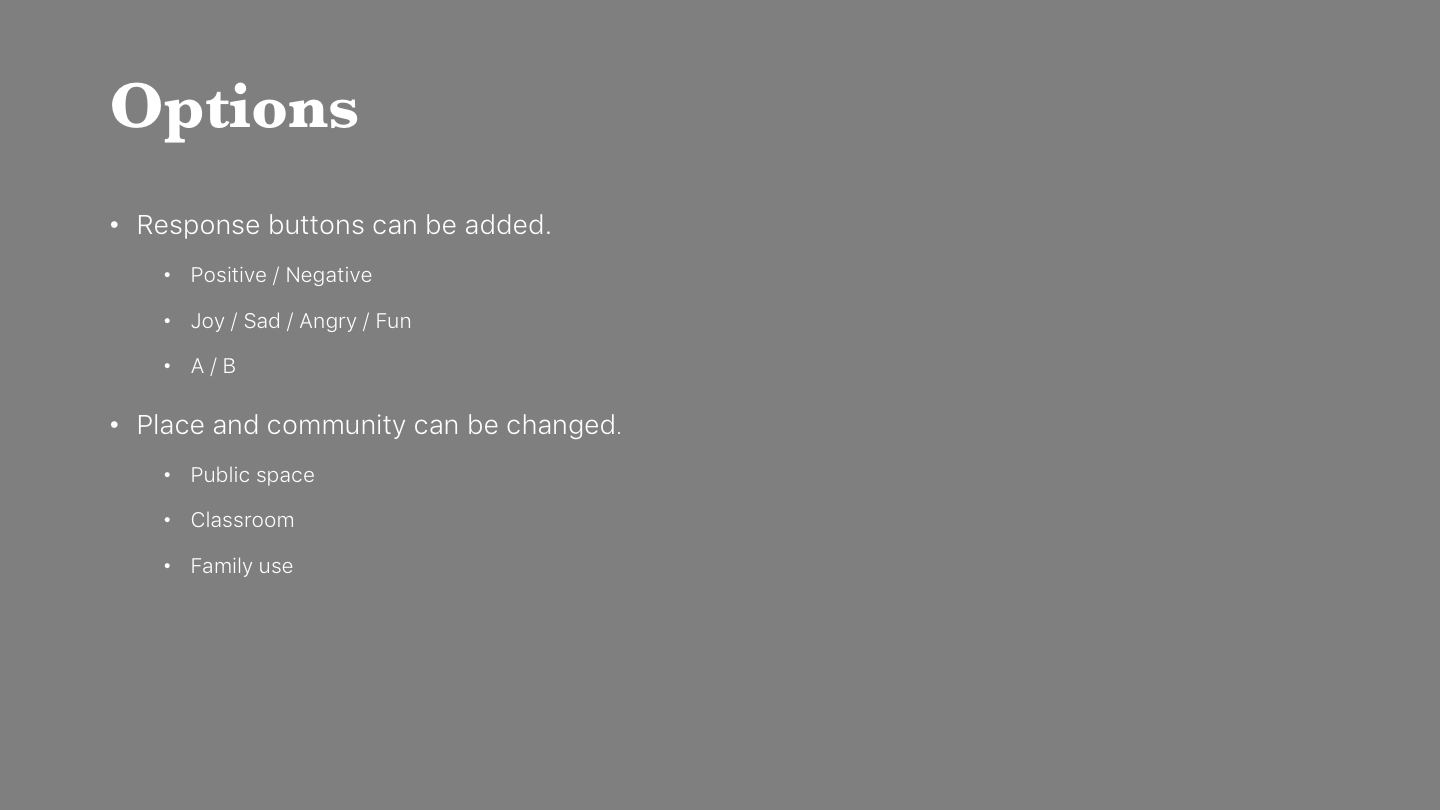 Options
• Response buttons can be added.
• Positive / Negative
• Joy / Sad / Angry / Fun
• A / B
• Place and community can be changed.
• Public space
• Classroom
• Family use